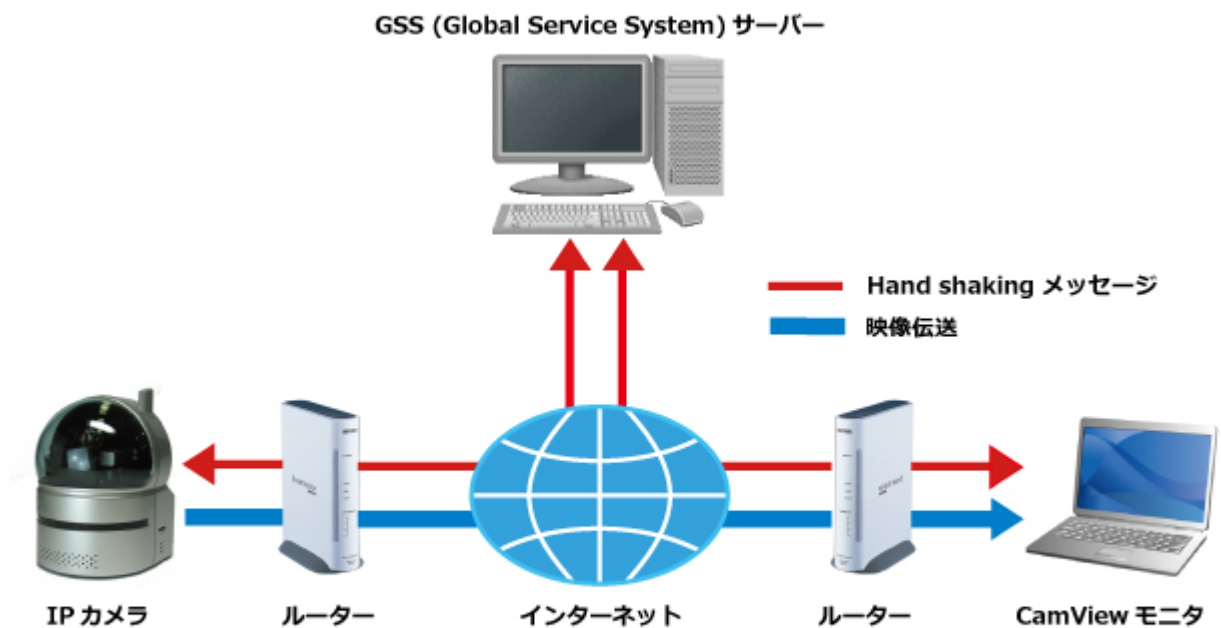 GSS (Global Service System) サーバー
Hand shaking メッセージ
映像伝送
IP カメラ
ルーター
インターネット
ルーター
CamView モニタ